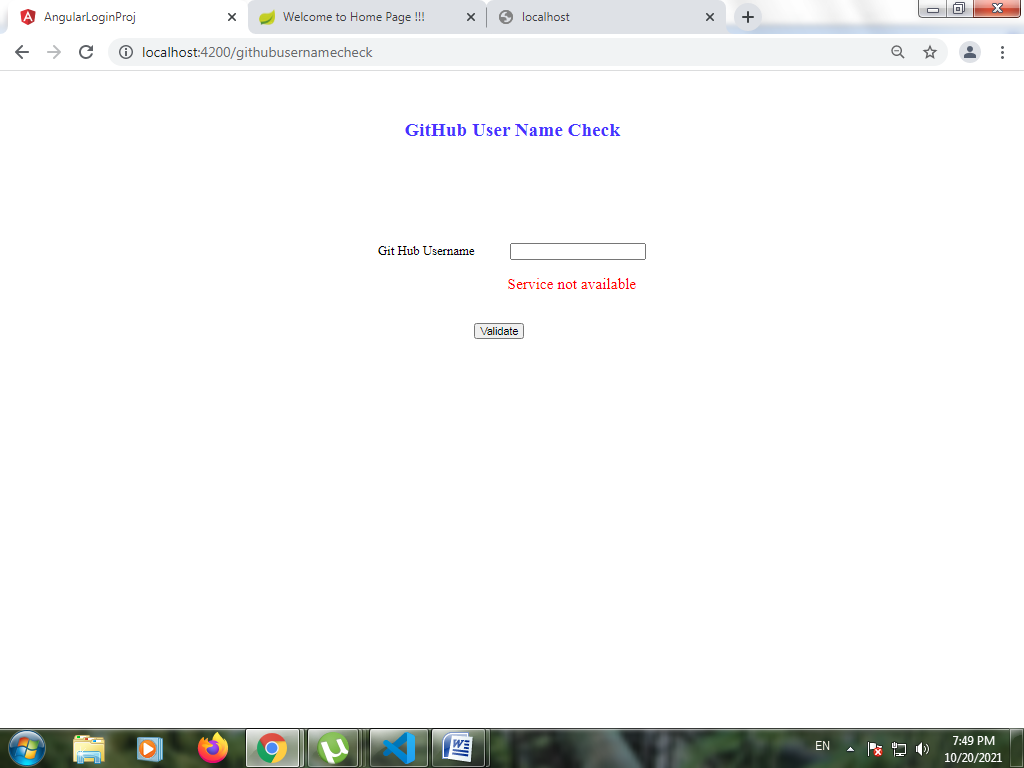 AngularLoginProj
Welcome to Home Page !!!
localhost
localhost:4200/githubusernamecheck
GitHub User Name Check
Git Hub Username
Service not available
Validate
EN
7:49 PM
10/20/2021